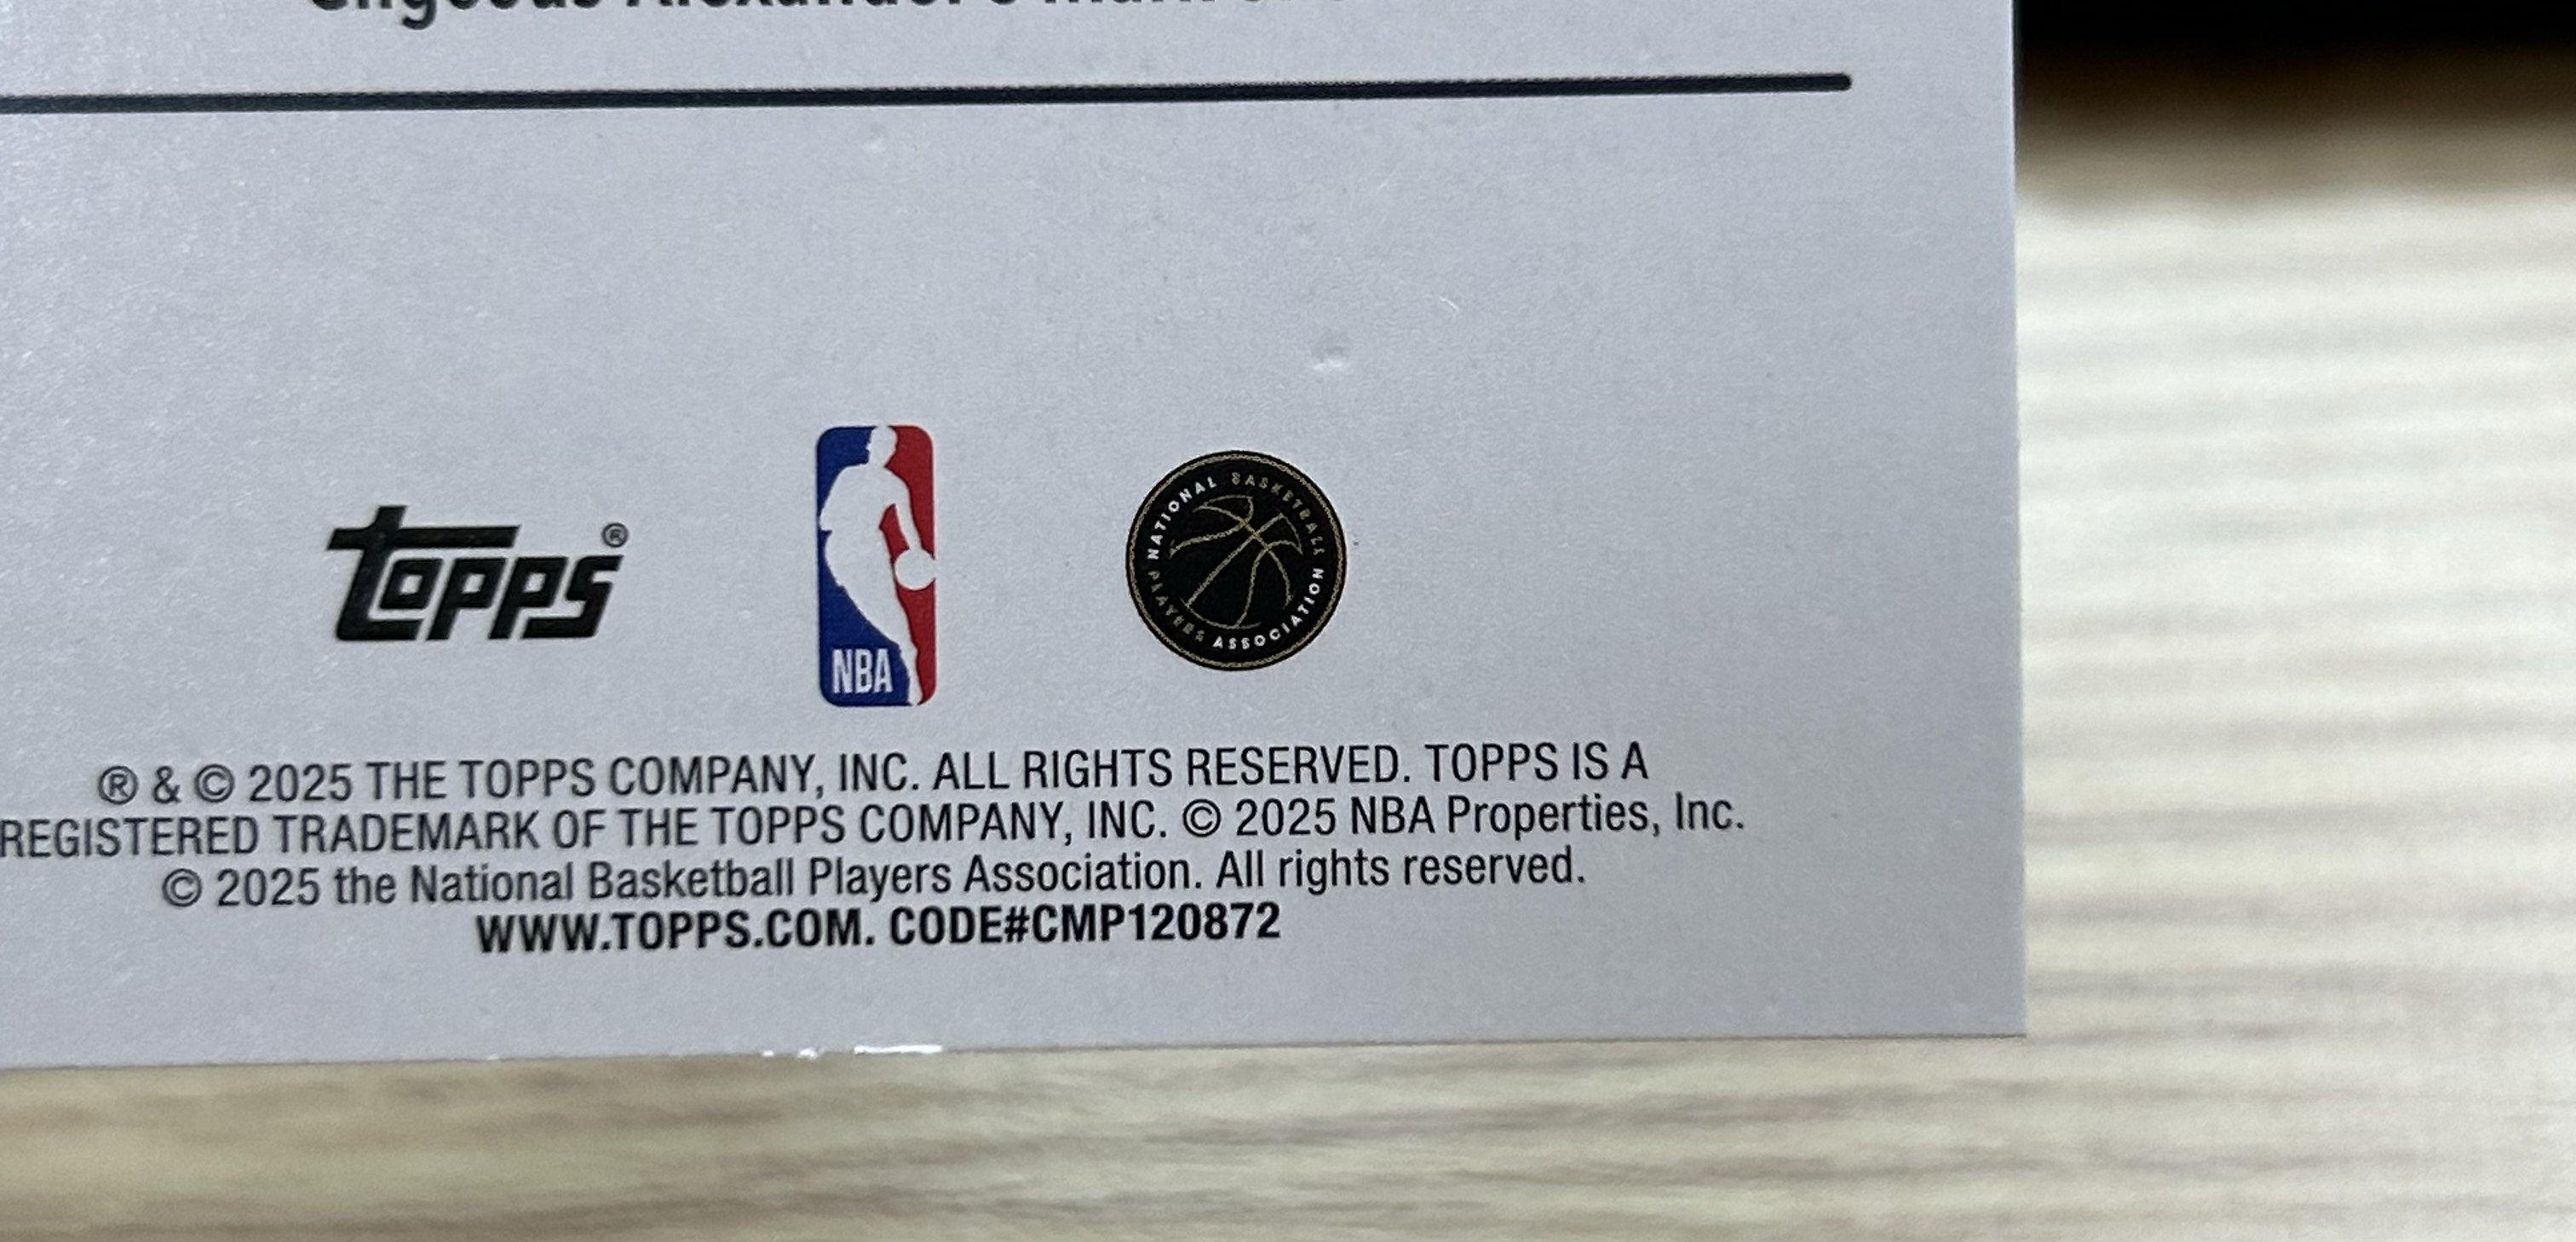 topps®
NBA
NATIONAL BASKETBALL PLAYERS ASSOCIATION
® & © 2025 THE TOPPS COMPANY, INC. ALL RIGHTS RESERVED. TOPPS IS A
REGISTERED TRADEMARK OF THE TOPPS COMPANY, INC. © 2025 NBA Properties, Inc.
© 2025 the National Basketball Players Association. All rights reserved.
WWW.TOPPS.COM. CODE#CMP120872